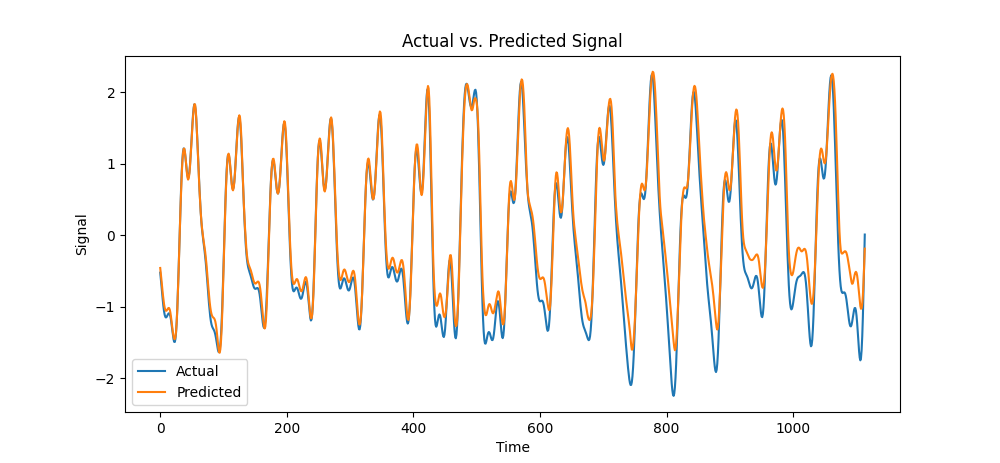 Actual vs. Predicted Signal
Signal
2
1
0
−1
−2
Actual
Predicted
0 200 400 600 800 1000
Time